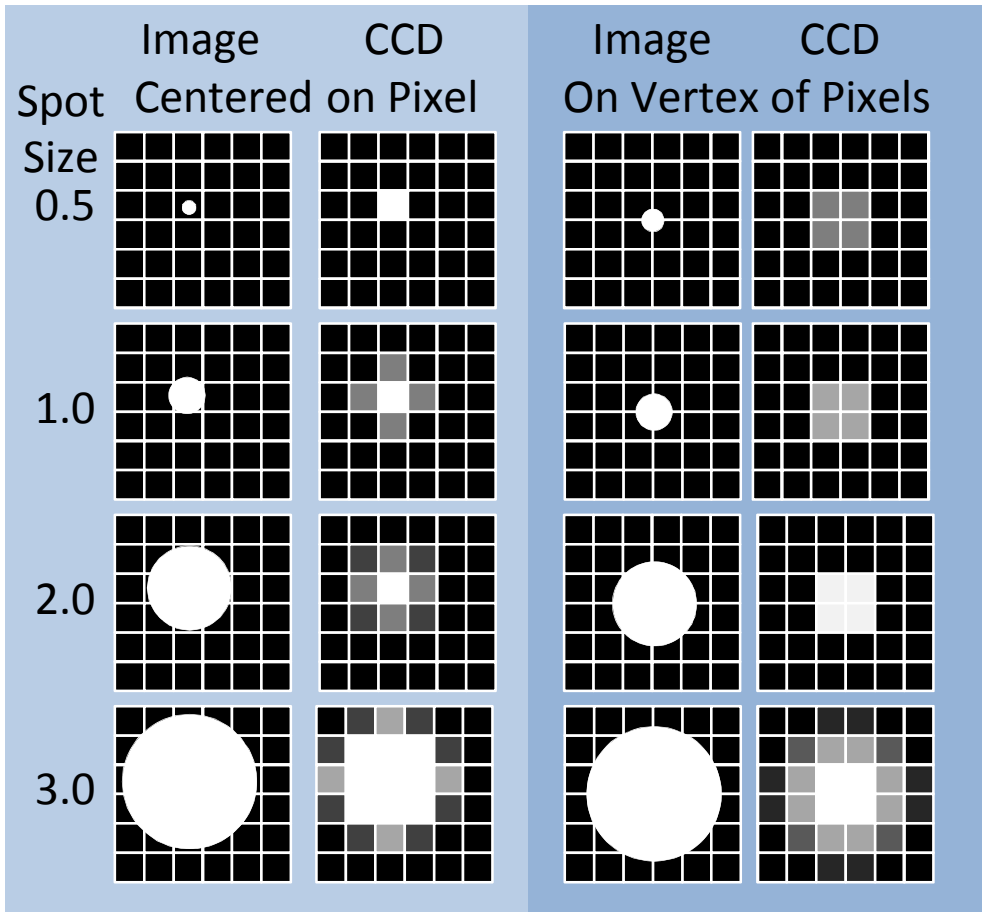 Image CCD
Centered on Pixel
Image CCD
On Vertex of Pixels
Spot
Size
0.5
1.0
2.0
3.0